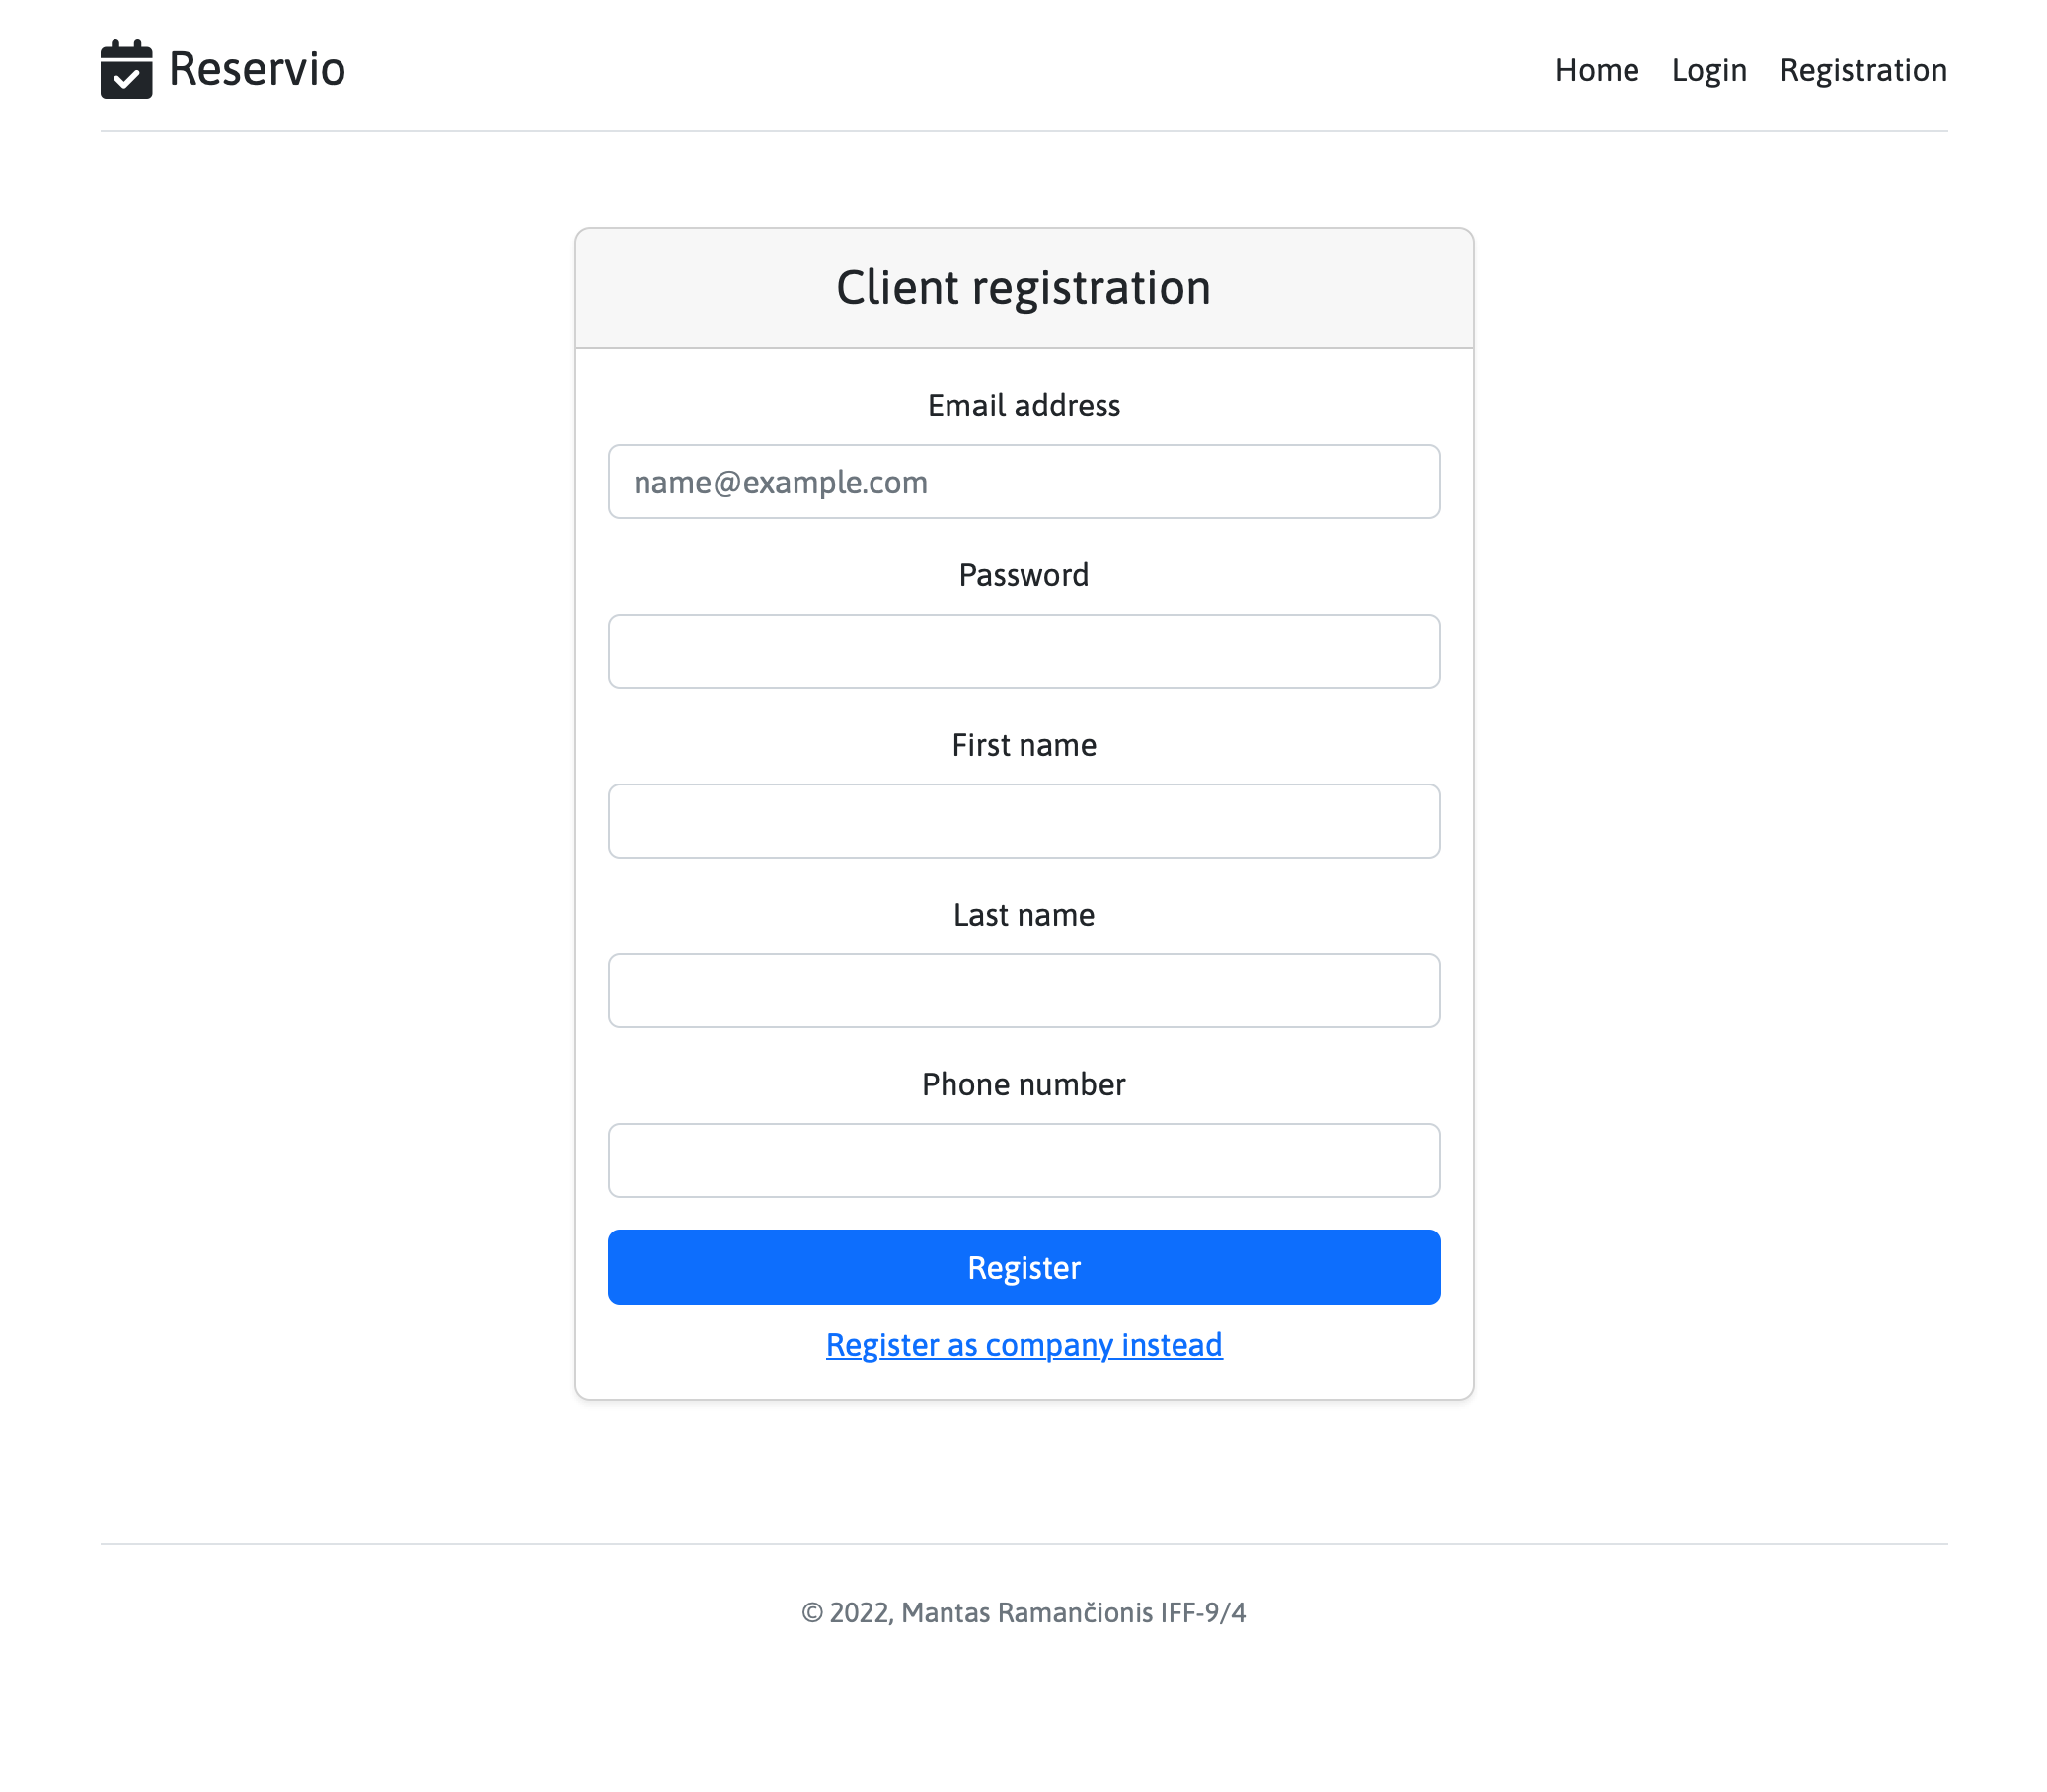 Reservio
Home Login Registration
Client registration
Email address
name@example.com
Password
First name
Last name
Phone number
Register
Register as company instead
© 2022, Mantas Ramančionis IFF-9/4